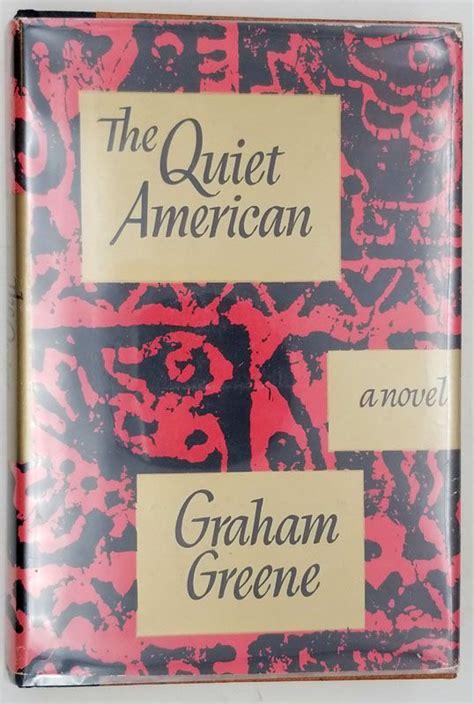 The
Quiet
American
a novel
Graham
Greene